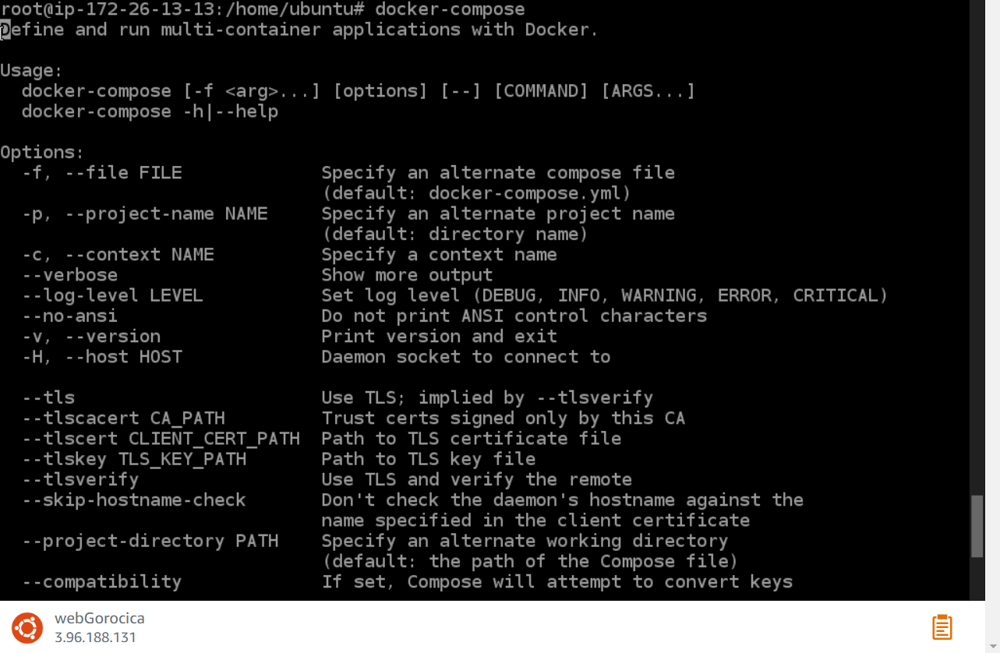 root@ip-172-26-13-13:/home/ubuntu# docker-compose
Define and run multi-container applications with Docker.
Usage:
  docker-compose [-f <arg>...] [options] [--] [COMMAND] [ARGS...]
  docker-compose -h|--help
Options:
  -f, --file FILE             Specify an alternate compose file
                              (default: docker-compose.yml)
  -p, --project-name NAME     Specify an alternate project name
                              (default: directory name)
  -c, --context NAME          Specify a context name
  --verbose                   Show more output
  --log-level LEVEL           Set log level (DEBUG, INFO, WARNING, ERROR, CRITICAL)
  --no-ansi                   Do not print ANSI control characters
  -v, --version               Print version and exit
  -H, --host HOST             Daemon socket to connect to
  --tls                       Use TLS; implied by --tlsverify
  --tlscacert CA_PATH         Trust certs signed only by this CA
  --tlscert CLIENT_CERT_PATH  Path to TLS certificate file
  --tlskey TLS_KEY_PATH       Path to TLS key file
  --tlsverify                 Use TLS and verify the remote
  --skip-hostname-check       Don't check the daemon's hostname against the
                              name specified in the client certificate
  --project-directory PATH    Specify an alternate working directory
                              (default: the path of the Compose file)
  --compatibility             If set, Compose will attempt to convert keys
webGorocica
3.96.188.131